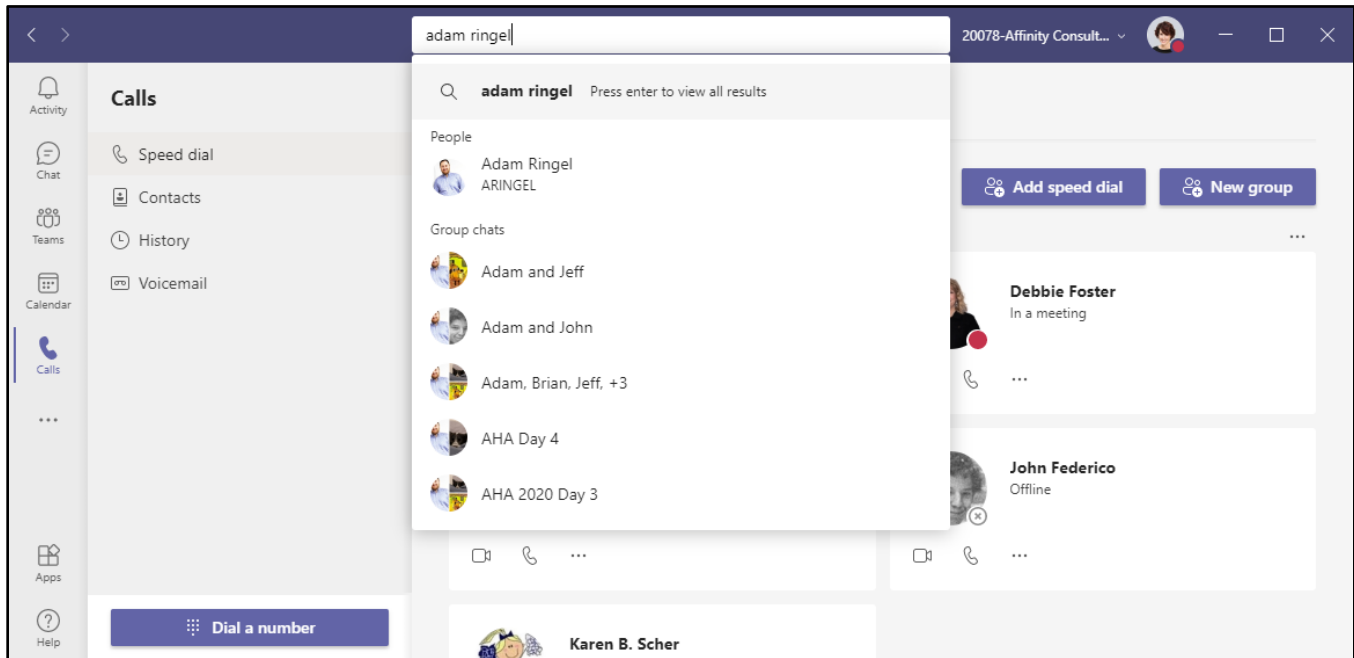 adam ringel
20078-Affinity Consult...
Activity
Chat
Teams
Calendar
Calls
Apps
Help
Calls
Speed dial
Contacts
History
Voicemail
Dial a number
adam ringel Press enter to view all results
People
Adam Ringel
ARINGEL
Group chats
Adam and Jeff
Adam and John
Adam, Brian, Jeff, +3
AHA Day 4
AHA 2020 Day 3
Add speed dial
New group
Debbie Foster
In a meeting
John Federico
Offline
Karen B. Scher